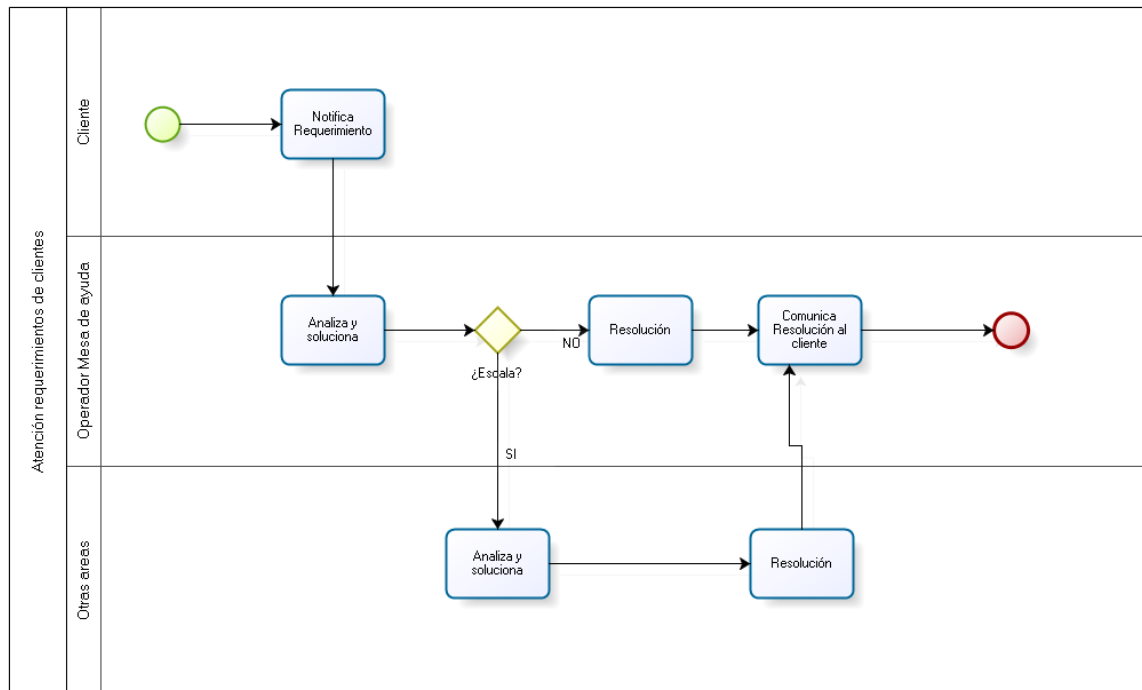 Atención requerimientos de clientes
Cliente
Notifica
Requerimiento
Operador Mesa de ayuda
Analiza y
soluciona
¿Escala?
NO
SI
Resolución
Comunica
Resolución al
cliente
Otras areas
Analiza y
soluciona
Resolución